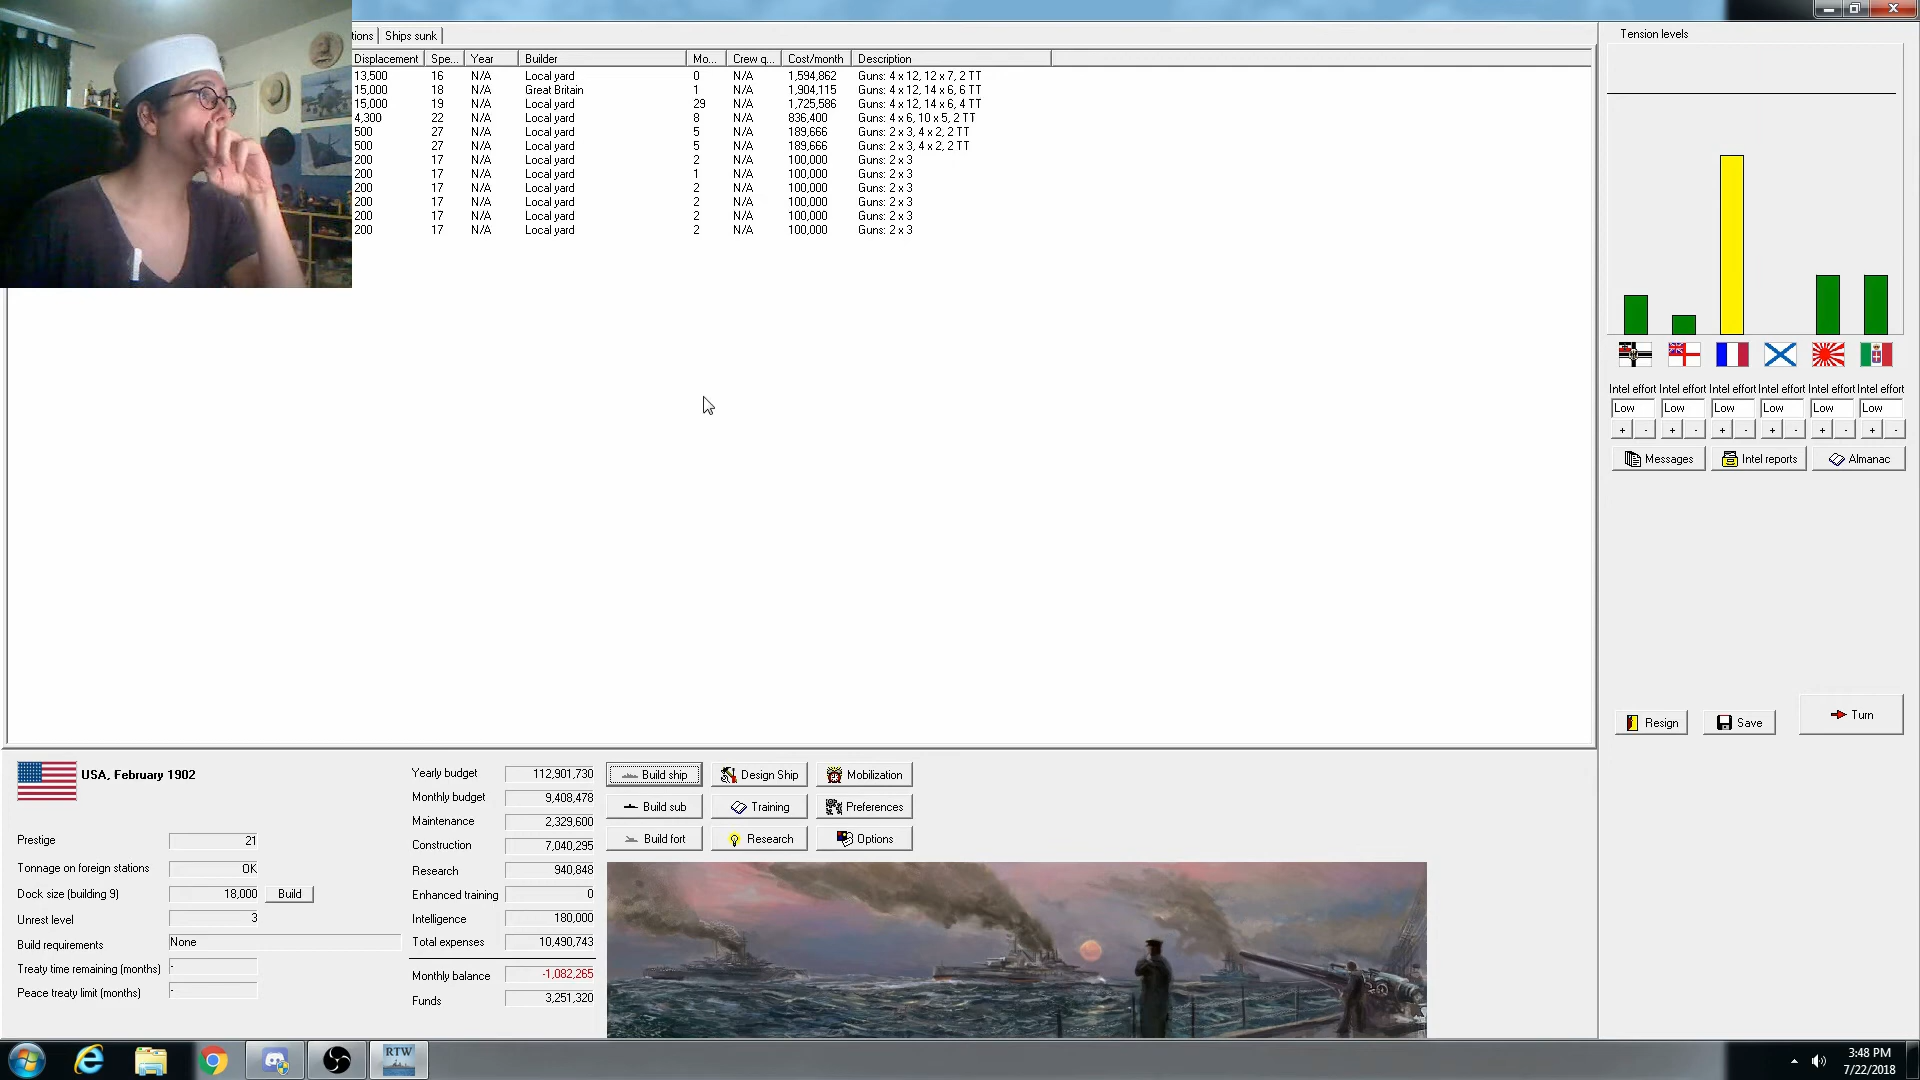 tions Ships sunk
Displacement Spe... Year Builder Mo... Crew q... Cost/month Description
13,500 16 N/A Local yard 0 N/A 1,594,862 Guns: 4 x 12, 12 x 7, 2 TT
15,000 18 N/A Great Britain 1 N/A 1,904,115 Guns: 4 x 12, 14 x 6, 6 TT
15,000 19 N/A Local yard 29 N/A 1,725,586 Guns: 4 x 12, 14 x 6, 4 TT
4,300 22 N/A Local yard 8 N/A 836,400 Guns: 4 x 6, 10 x 5, 2 TT
500 27 N/A Local yard 5 N/A 189,666 Guns: 2 x 3, 4 x 2, 2 TT
500 27 N/A Local yard 5 N/A 189,666 Guns: 2 x 3, 4 x 2, 2 TT
200 17 N/A Local yard 2 N/A 100,000 Guns: 2 x 3
200 17 N/A Local yard 1 N/A 100,000 Guns: 2 x 3
200 17 N/A Local yard 2 N/A 100,000 Guns: 2 x 3
200 17 N/A Local yard 2 N/A 100,000 Guns: 2 x 3
200 17 N/A Local yard 2 N/A 100,000 Guns: 2 x 3
200 17 N/A Local yard 2 N/A 100,000 Guns: 2 x 3
Tension levels
Intel effort Intel effort Intel effort Intel effort Intel effort Intel effort
Low Low Low Low Low Low
+ - + - + - + - + - + -
Messages Intel reports Almanac
Resign Save Turn
USA, February 1902
Prestige 21
Tonnage on foreign stations OK
Dock size (building 9) 18,000 Build
Unrest level 3
Build requirements None
Treaty time remaining (months) -
Peace treaty limit (months) -
Yearly budget 112,901,730
Monthly budget 9,408,478
Maintenance 2,329,600
Construction 7,040,295
Research 940,848
Enhanced training 0
Intelligence 180,000
Total expenses 10,490,743
Monthly balance -1,082,265
Funds 3,251,320
Build ship Design Ship Mobilization
Build sub Training Preferences
Build fort Research Options
RTW
3:48 PM
7/22/2018